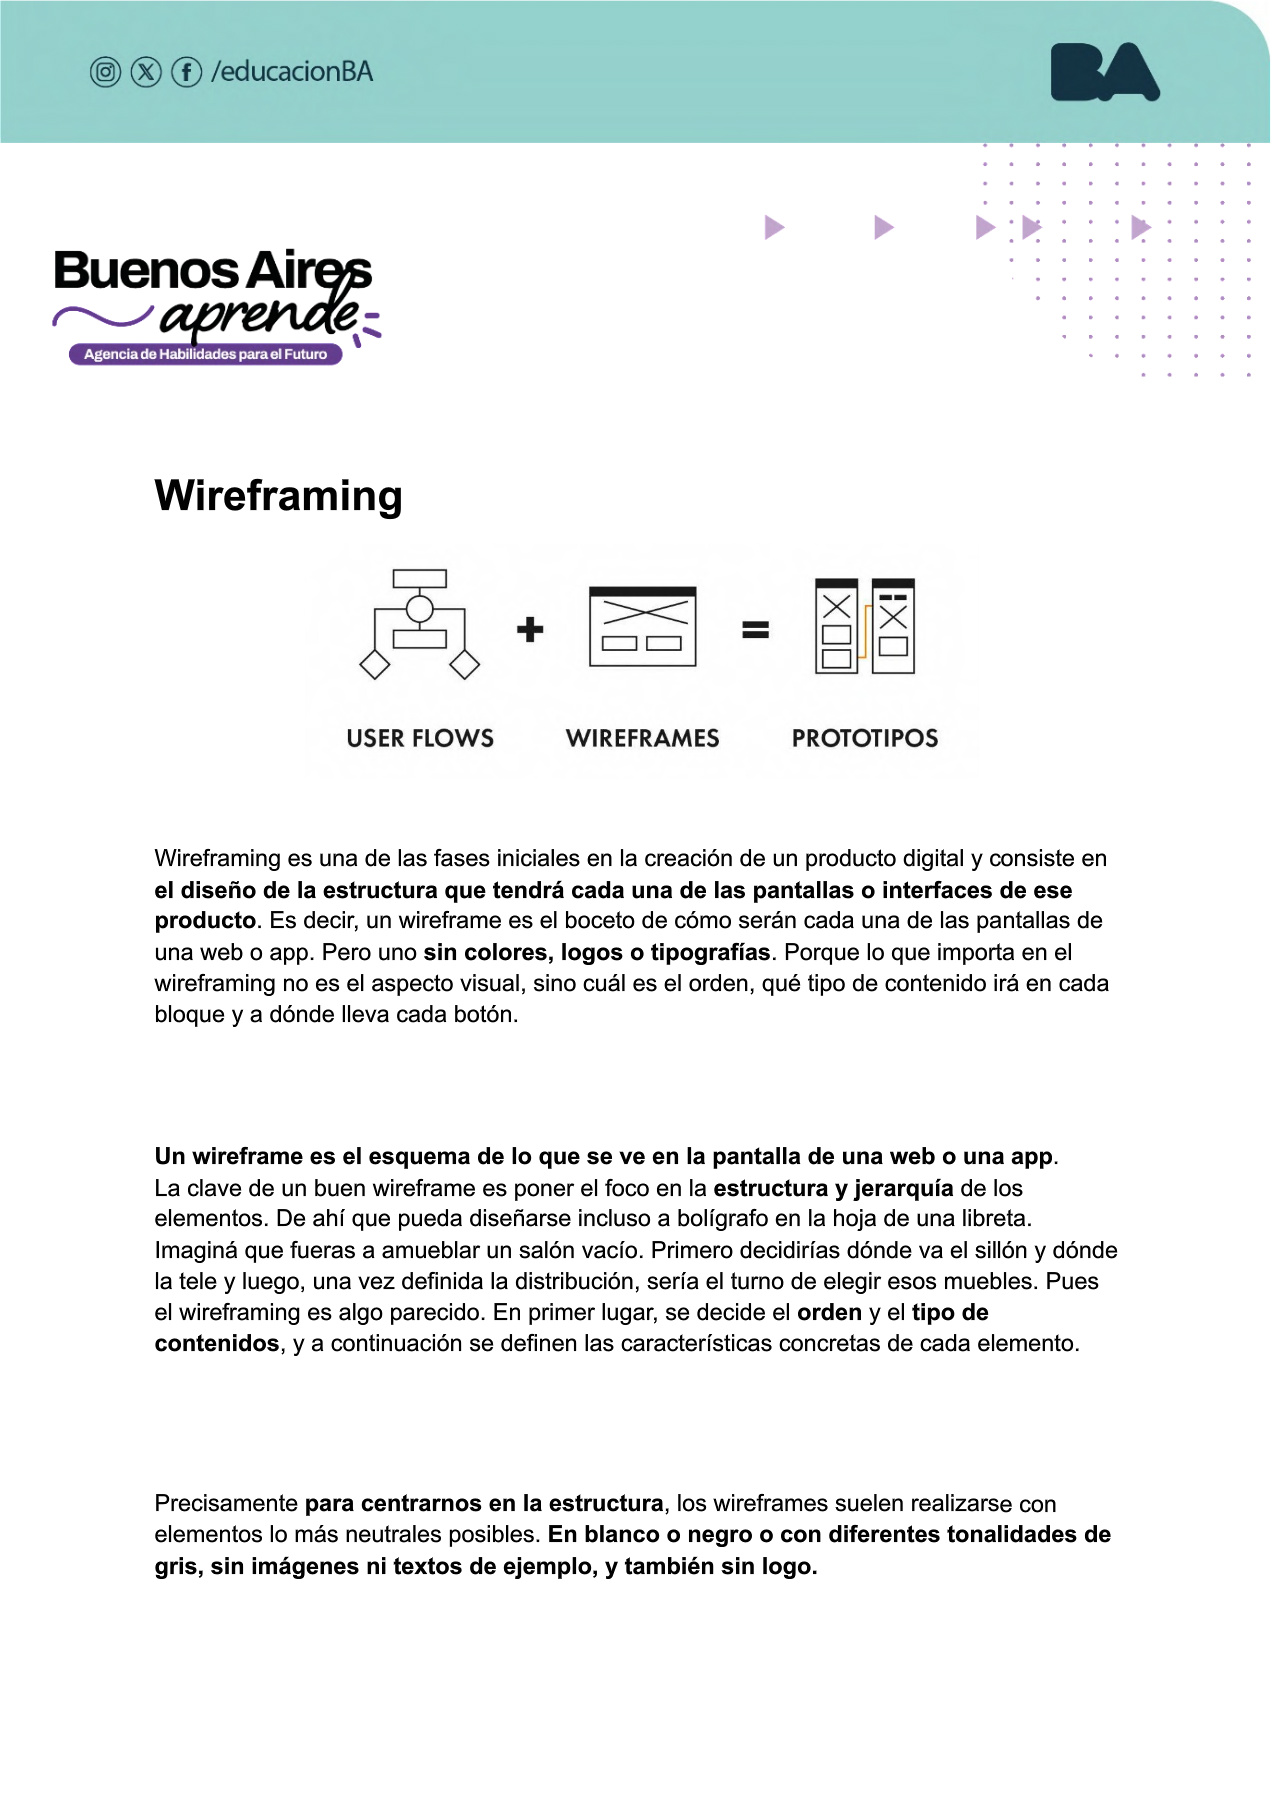 /educacionBA
BA
Buenos Aires
aprende
Agencia de Habilidades para el Futuro
Wireframing
USER FLOWS WIREFRAMES PROTOTIPOS
Wireframing es una de las fases iniciales en la creación de un producto digital y consiste en
el diseño de la estructura que tendrá cada una de las pantallas o interfaces de ese
producto. Es decir, un wireframe es el boceto de cómo serán cada una de las pantallas de
una web o app. Pero uno sin colores, logos o tipografías. Porque lo que importa en el
wireframing no es el aspecto visual, sino cuál es el orden, qué tipo de contenido irá en cada
bloque y a dónde lleva cada botón.
Un wireframe es el esquema de lo que se ve en la pantalla de una web o una app.
La clave de un buen wireframe es poner el foco en la estructura y jerarquía de los
elementos. De ahí que pueda diseñarse incluso a bolígrafo en la hoja de una libreta.
Imaginá que fueras a amueblar un salón vacío. Primero decidirías dónde va el sillón y dónde
la tele y luego, una vez definida la distribución, sería el turno de elegir esos muebles. Pues
el wireframing es algo parecido. En primer lugar, se decide el orden y el tipo de
contenidos, y a continuación se definen las características concretas de cada elemento.
Precisamente para centrarnos en la estructura, los wireframes suelen realizarse con
elementos lo más neutrales posibles. En blanco o negro o con diferentes tonalidades de
gris, sin imágenes ni textos de ejemplo, y también sin logo.